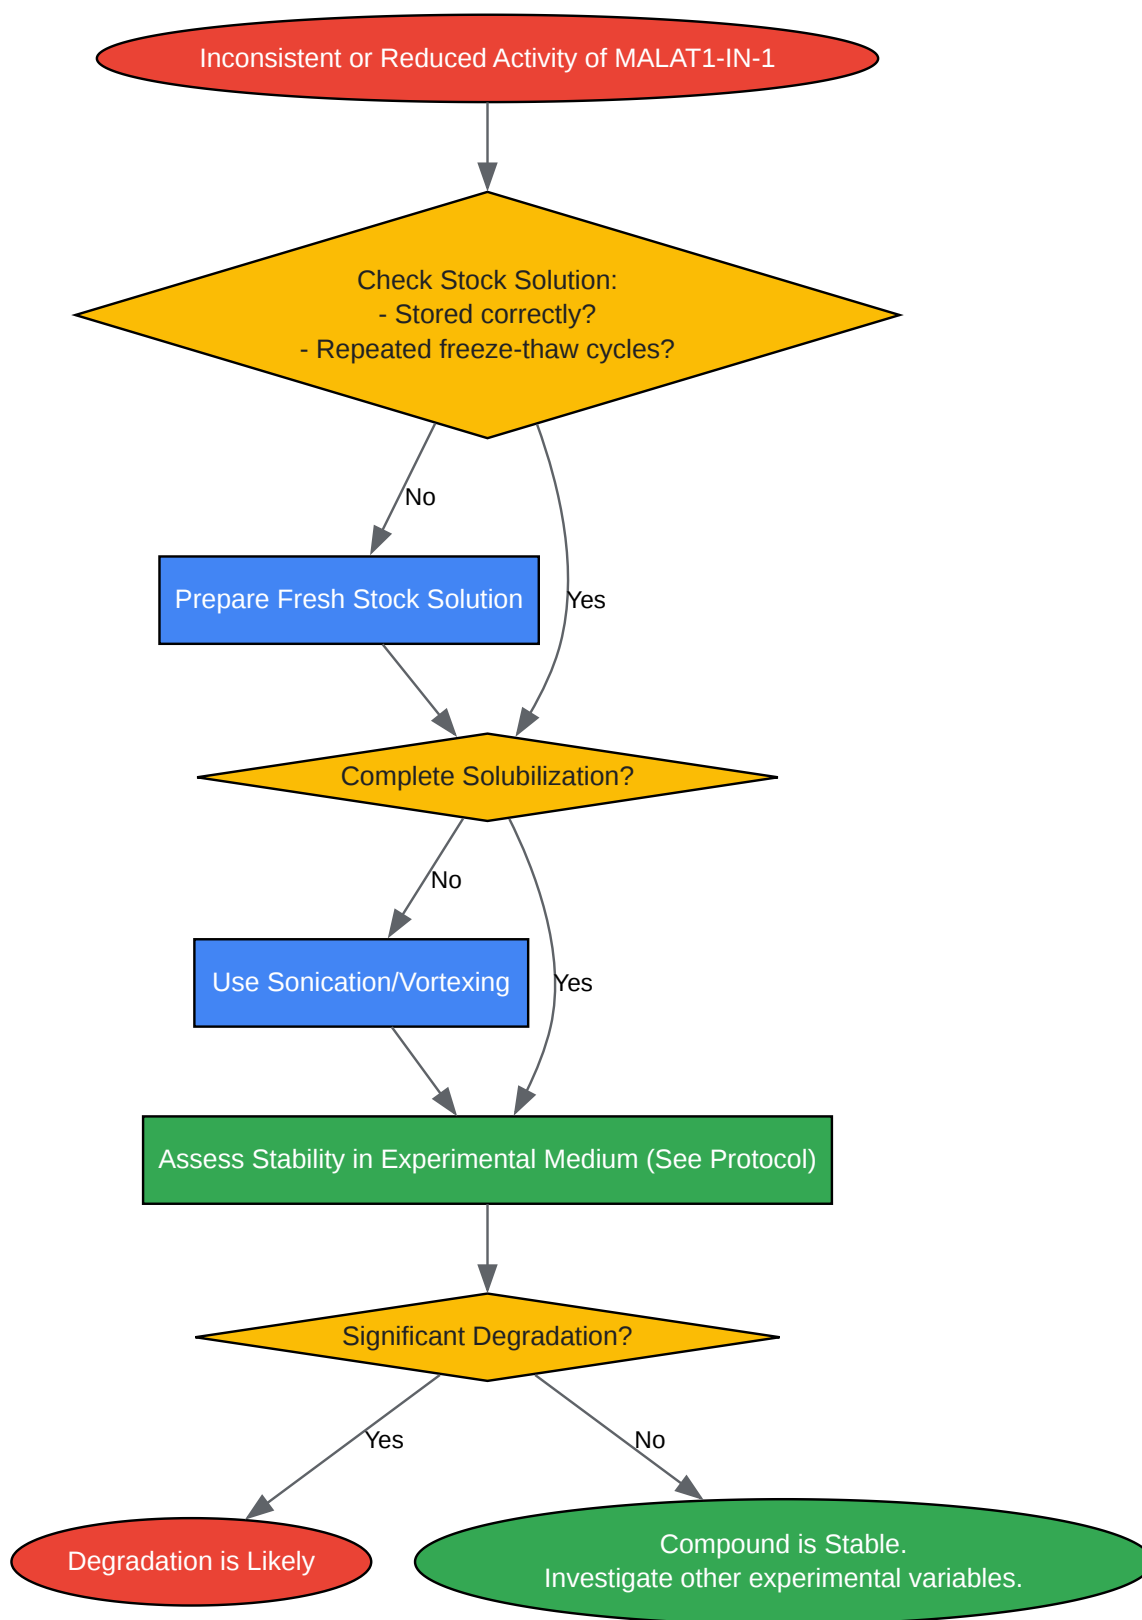 Inconsistent or Reduced Activity of MALAT1-IN-1
Check Stock Solution:
- Stored correctly?
- Repeated freeze-thaw cycles?
No
Prepare Fresh Stock Solution
Yes
Complete Solubilization?
No
Use Sonication/Vortexing
Yes
Assess Stability in Experimental Medium (See Protocol)
Significant Degradation?
Yes
No
Degradation is Likely
Compound is Stable.
Investigate other experimental variables.